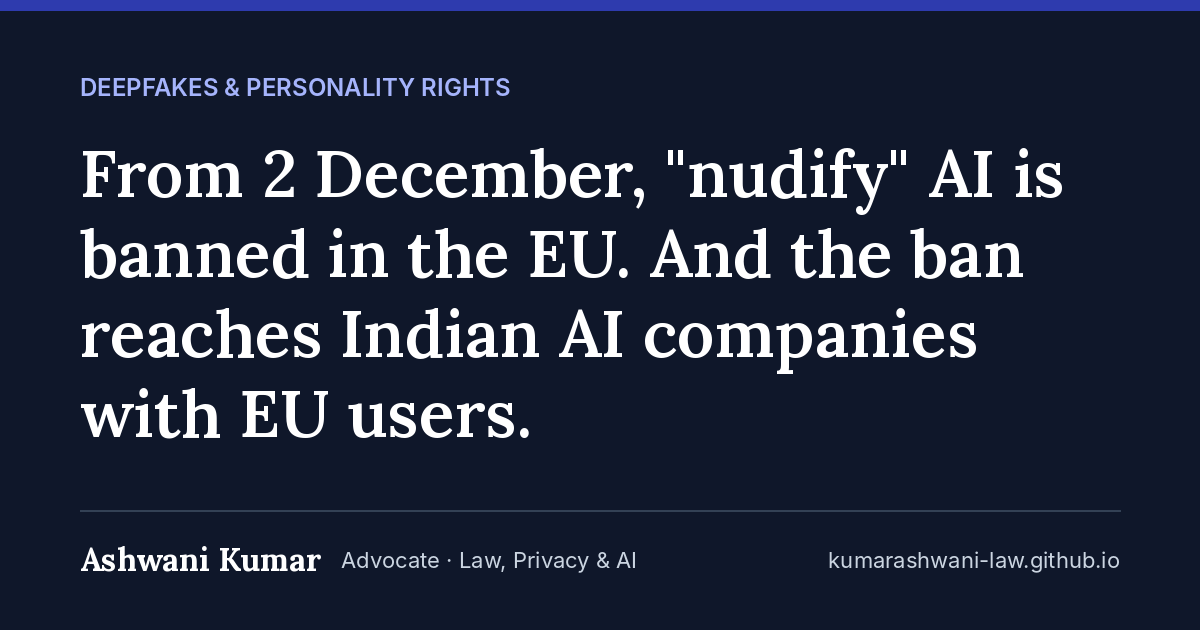 DEEPFAKES & PERSONALITY RIGHTS
From 2 December, "nudify" AI is
banned in the EU. And the ban
reaches Indian AI companies
with EU users.
Ashwani Kumar Advocate · Law, Privacy & AI kumarashwani-law.github.io